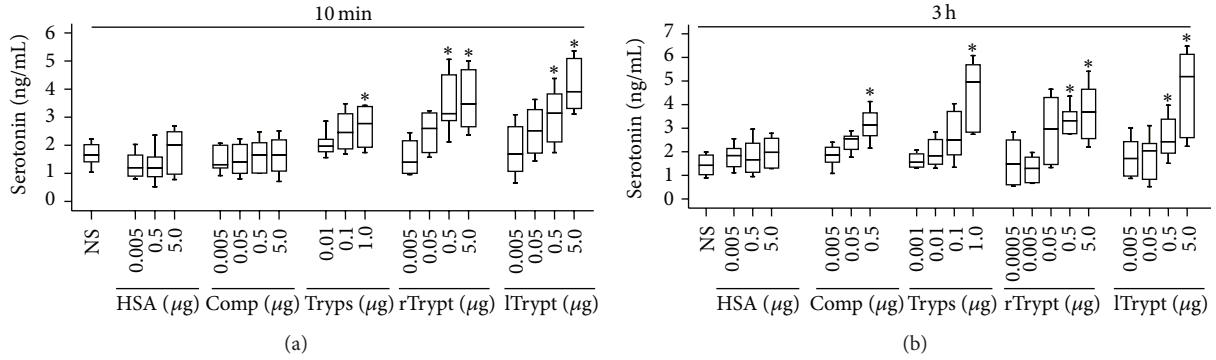 10 min
Serotonin (ng/mL)
6
5
4
3
2
1
0
* * * * *
NS 0.005 0.5 5.0 0.005 0.05 0.5 5.0 0.01 0.1 1.0 0.005 0.05 0.5 5.0 0.005 0.05 0.5 5.0
HSA (μg) Comp (μg) Tryps (μg) rTrypt (μg) lTrypt (μg)
(a)
3 h
Serotonin (ng/mL)
7
6
5
4
3
2
1
0
* * * * * *
NS 0.005 0.5 5.0 0.005 0.05 0.5 0.001 0.01 0.1 1.0 0.0005 0.005 0.05 0.5 5.0 0.005 0.05 0.5 5.0
HSA (μg) Comp (μg) Tryps (μg) rTrypt (μg) lTrypt (μg)
(b)